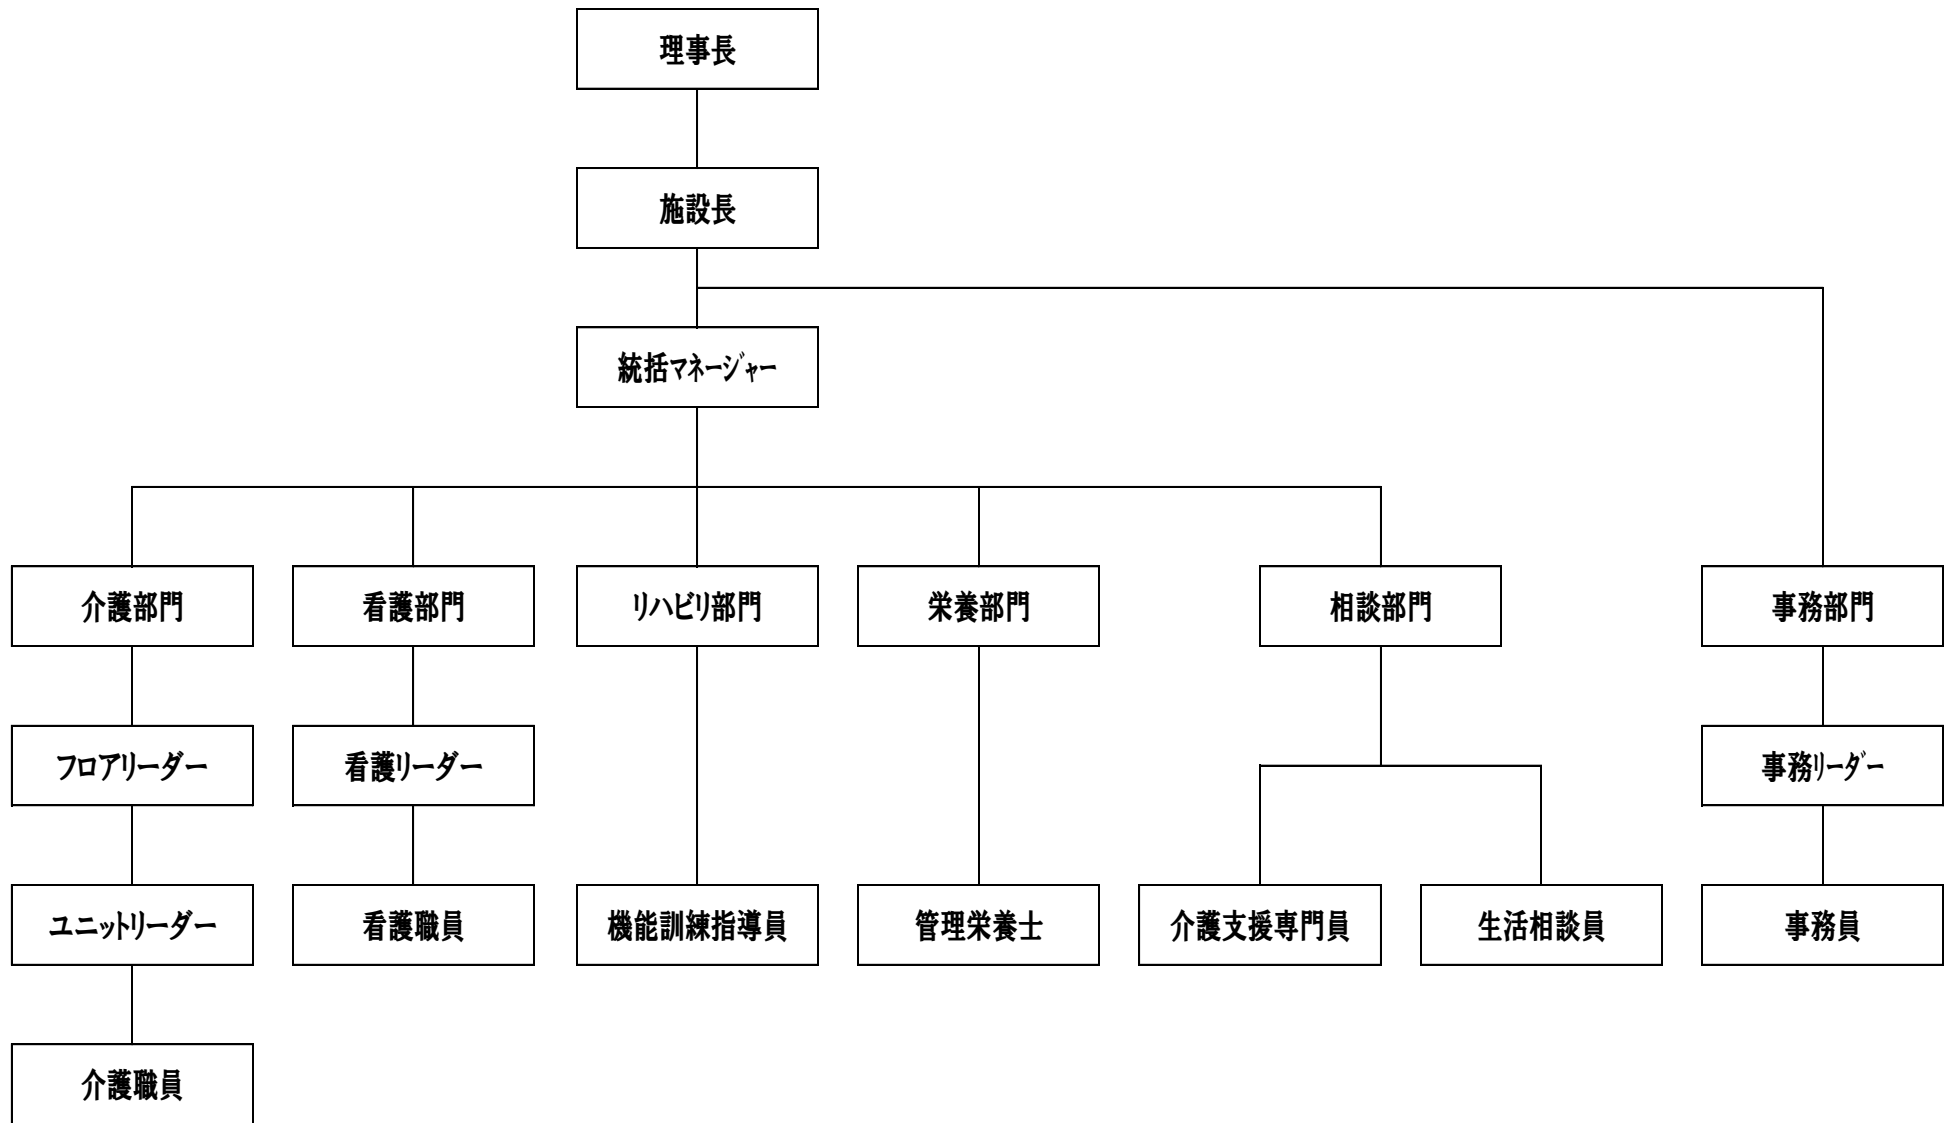 理事長
施設長
統括マネージャー
介護部門
看護部門
リハビリ部門
栄養部門
相談部門
事務部門
フロアリーダー
看護リーダー
事務リーダー
ユニットリーダー
看護職員
機能訓練指導員
管理栄養士
介護支援専門員
生活相談員
事務員
介護職員